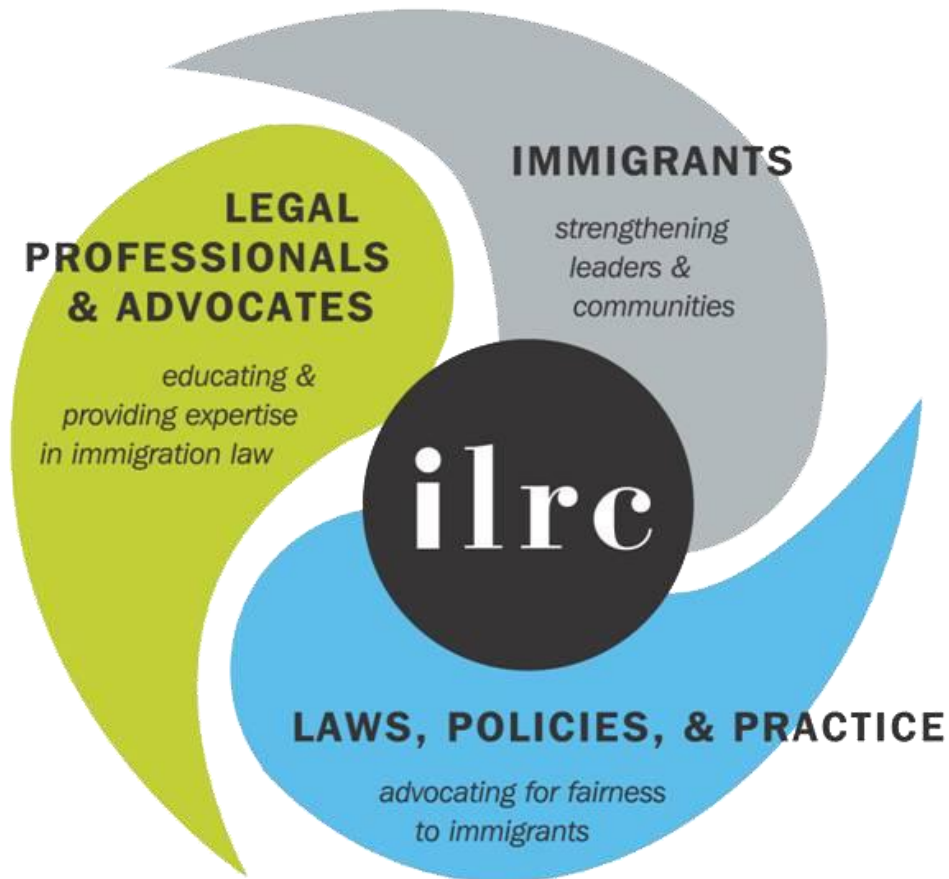 IMMIGRANTS
strengthening
leaders &
communities
LEGAL
PROFESSIONALS
& ADVOCATES
educating &
providing expertise
in immigration law
ilrc
LAWS, POLICIES, & PRACTICE
advocating for fairness
to immigrants